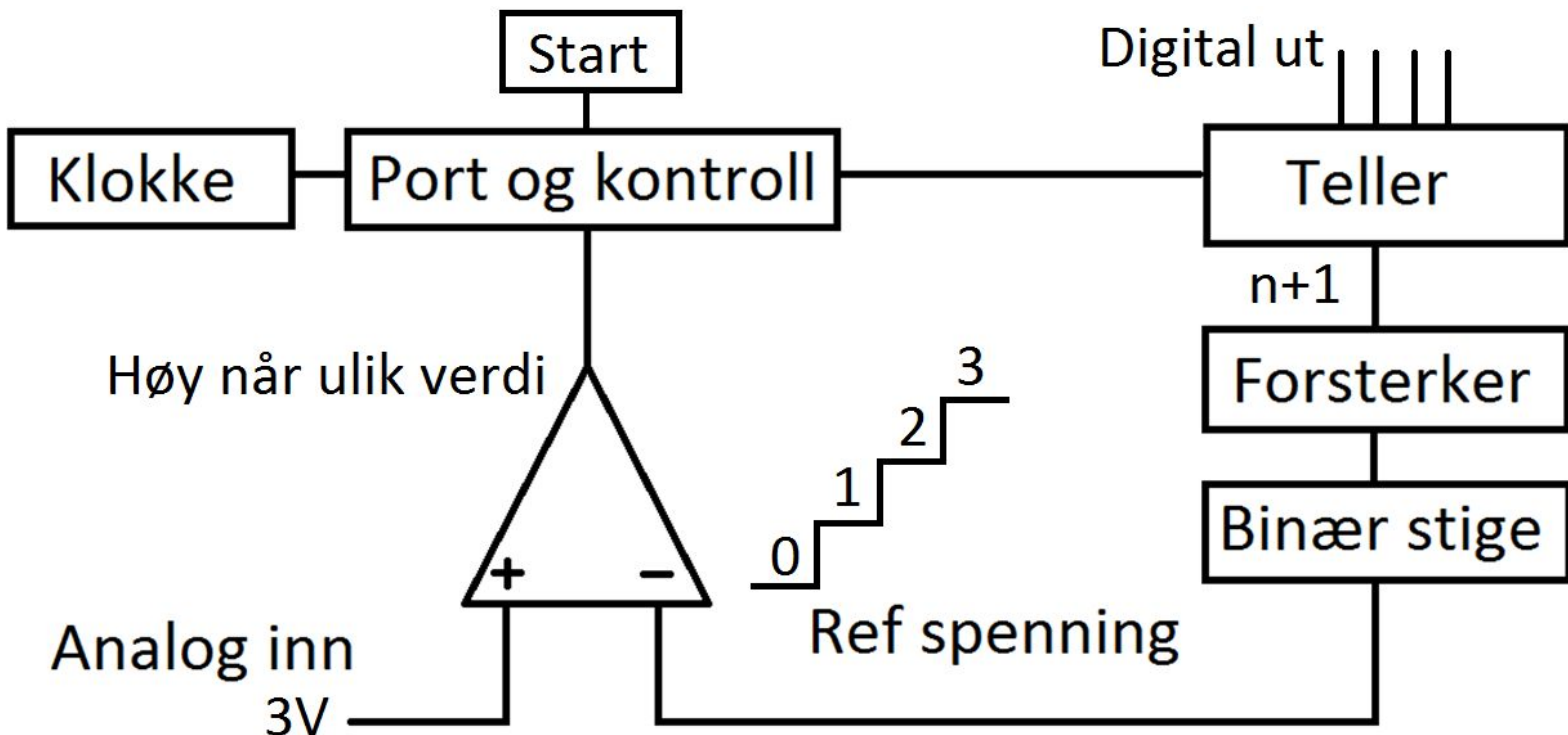 Start
Digital ut
Klokke
Port og kontroll
Teller
n+1
Høy når ulik verdi
Forsterker
3
2
1
0
Binær stige
+
−
Ref spenning
Analog inn
3V